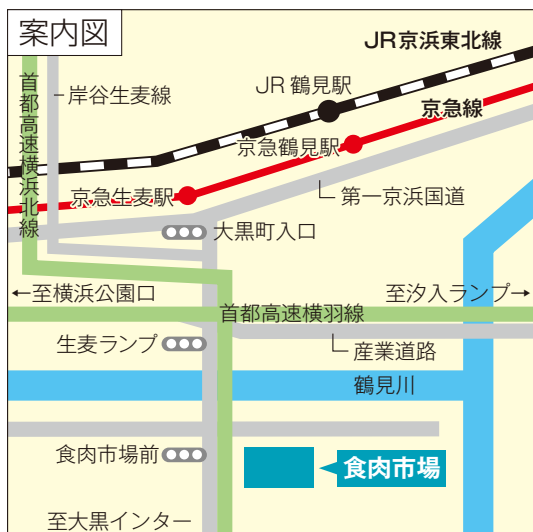 案内図
JR京浜東北線
首都高速横浜北線
岸谷生麦線
JR鶴見駅
京急線
京急鶴見駅
京急生麦駅
第一京浜国道
大黒町入口
←至横浜公園口
至汐入ランプ→
首都高速横羽線
生麦ランプ
産業道路
鶴見川
食肉市場前
食肉市場
至大黒インター